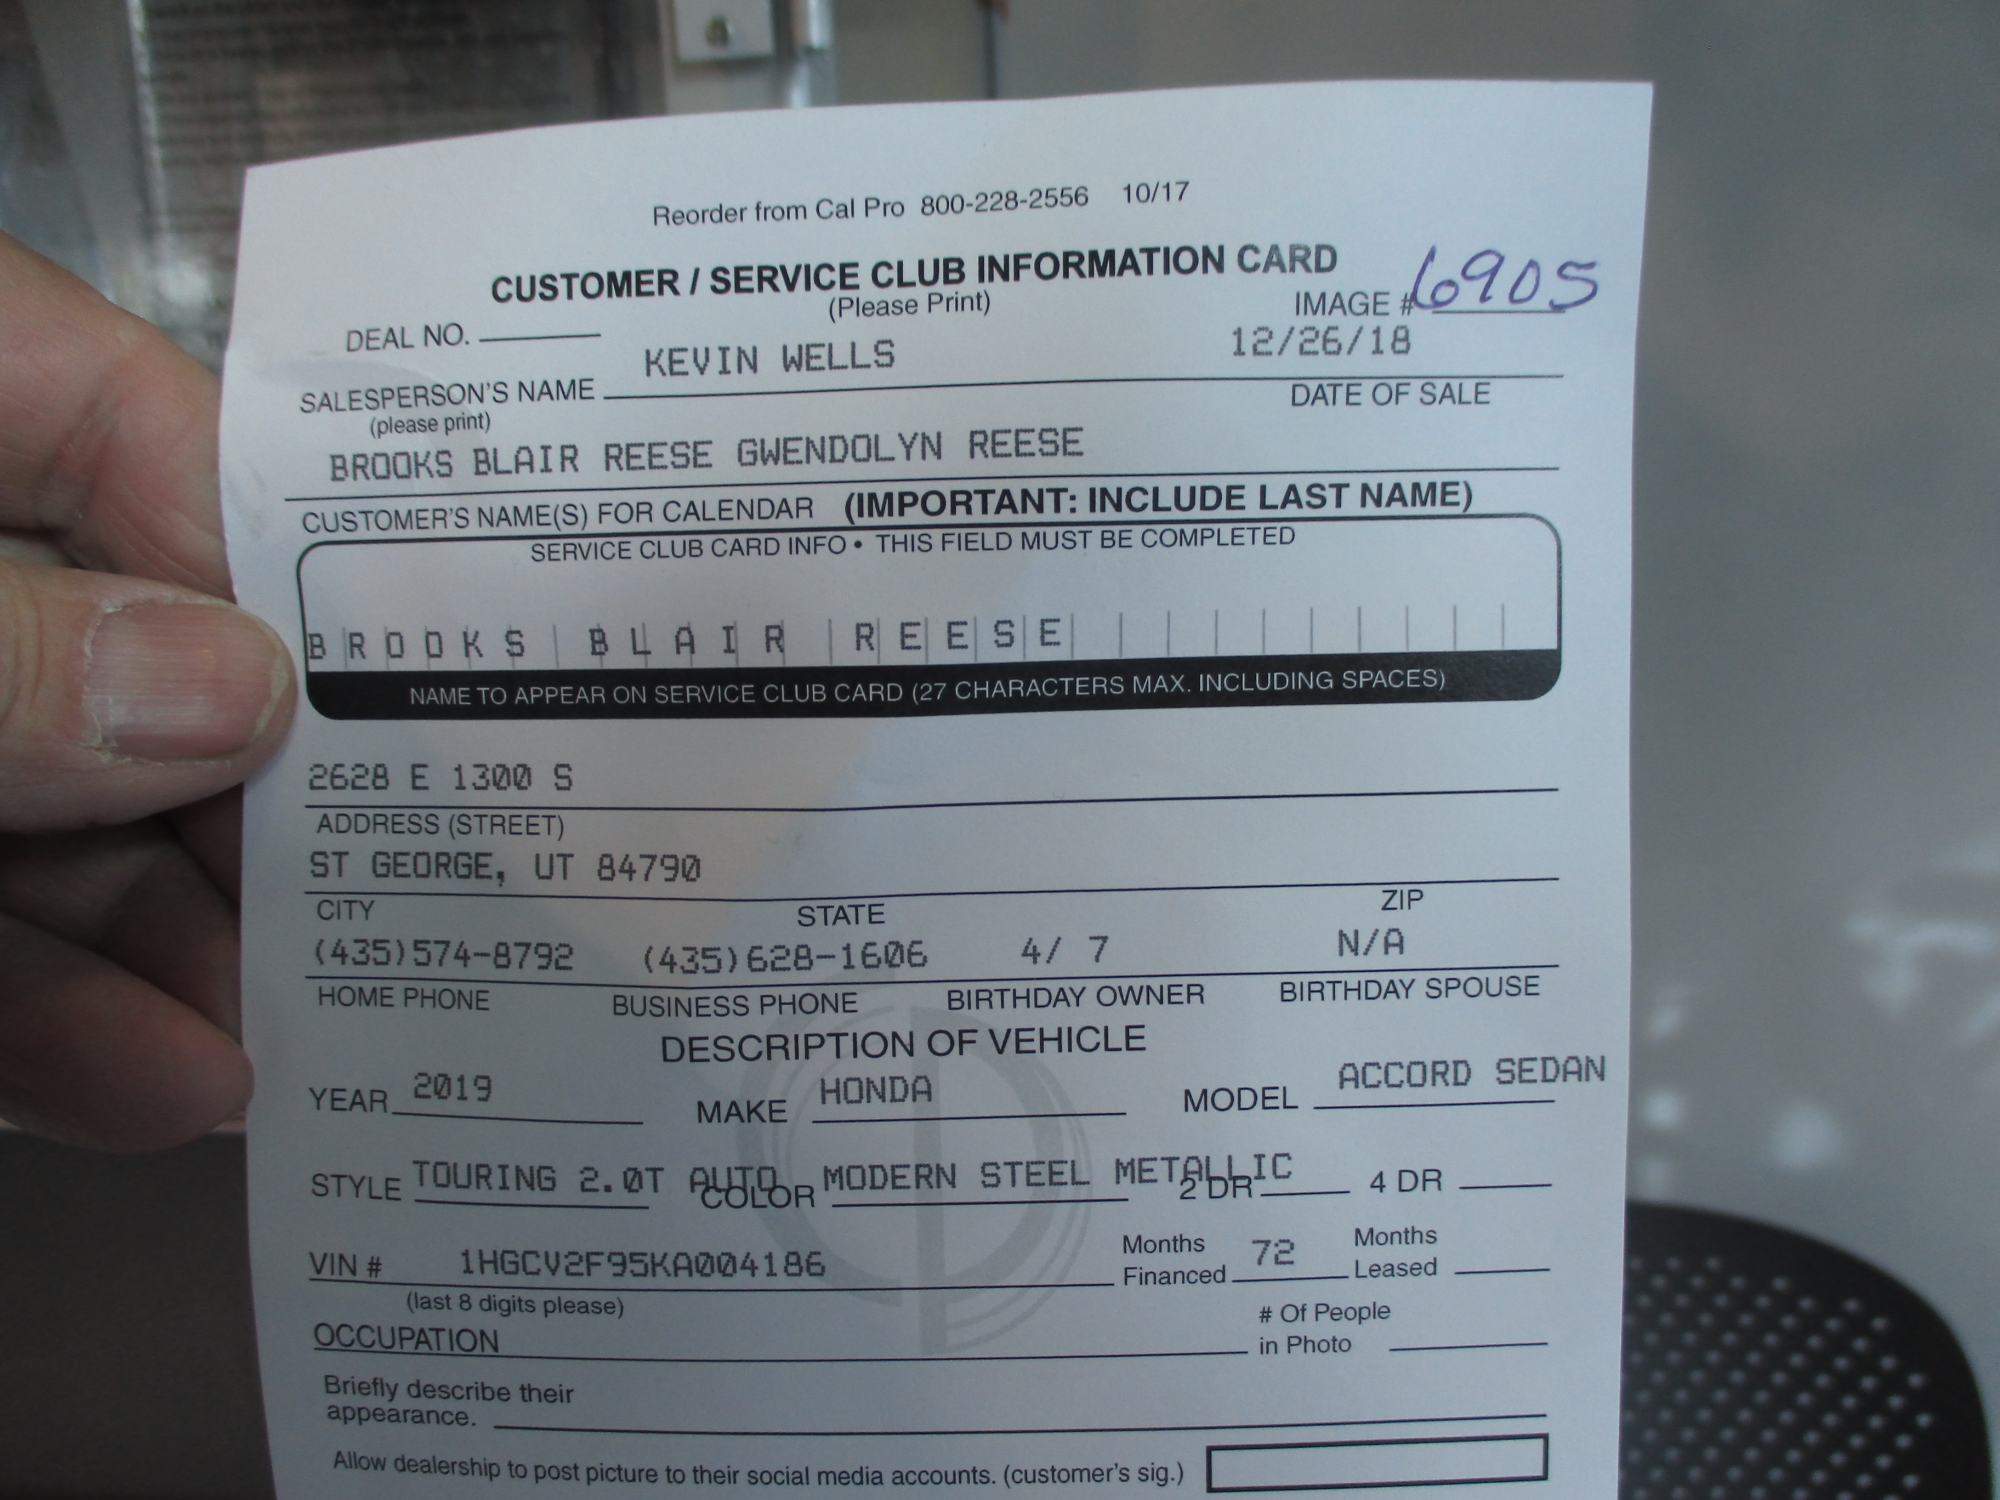 Reorder from Cal Pro 800-228-2556 10/17
CUSTOMER / SERVICE CLUB INFORMATION CARD
(Please Print)
IMAGE # 6905
DEAL NO.
KEVIN WELLS 12/26/18
SALESPERSON'S NAME DATE OF SALE
(please print)
BROOKS BLAIR REESE GWENDOLYN REESE
CUSTOMER'S NAME(S) FOR CALENDAR (IMPORTANT: INCLUDE LAST NAME)
SERVICE CLUB CARD INFO • THIS FIELD MUST BE COMPLETED
BROOKS BLAIR REESE
NAME TO APPEAR ON SERVICE CLUB CARD (27 CHARACTERS MAX. INCLUDING SPACES)
2628 E 1300 S
ADDRESS (STREET)
ST GEORGE, UT 84790
CITY STATE ZIP
(435)574-8792 (435)628-1606 4/ 7 N/A
HOME PHONE BUSINESS PHONE BIRTHDAY OWNER BIRTHDAY SPOUSE
DESCRIPTION OF VEHICLE
YEAR 2019 MAKE HONDA MODEL ACCORD SEDAN
STYLE TOURING 2.0T AUTO COLOR MODERN STEEL METALLIC 2 DR 4 DR
VIN # 1HGCV2F95KA004186 Months Financed 72 Months Leased
(last 8 digits please)
OCCUPATION # Of People in Photo
Briefly describe their
appearance.
Allow dealership to post picture to their social media accounts. (customer's sig.)